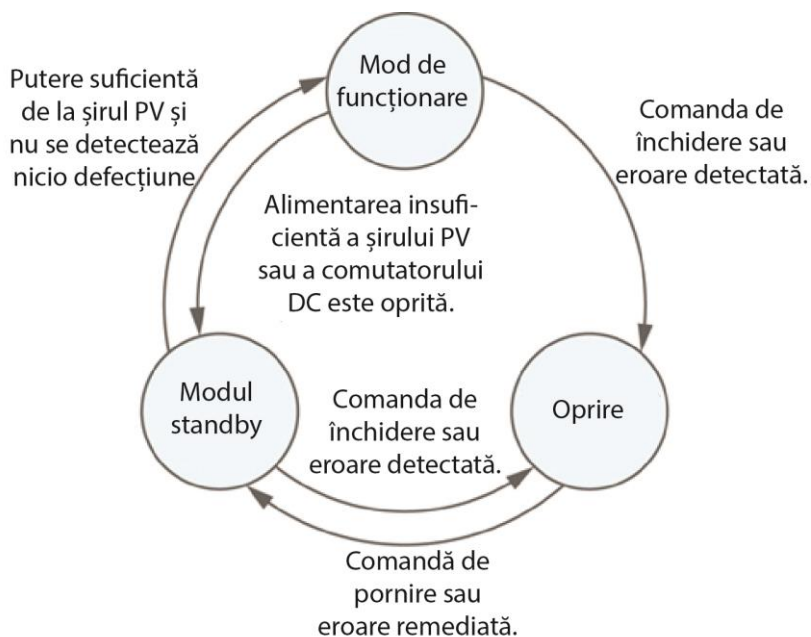 Mod de
funcționare
Putere suficientă
de la șirul PV și
nu se detectează
nicio defecțiune
Comanda de
închidere sau
eroare detectată.
Alimentarea insufi-
cientă a șirului PV
sau a comutatorului
DC este oprită.
Modul
standby
Comanda de
închidere sau
eroare detectată.
Oprire
Comandă de
pornire sau
eroare remediată.